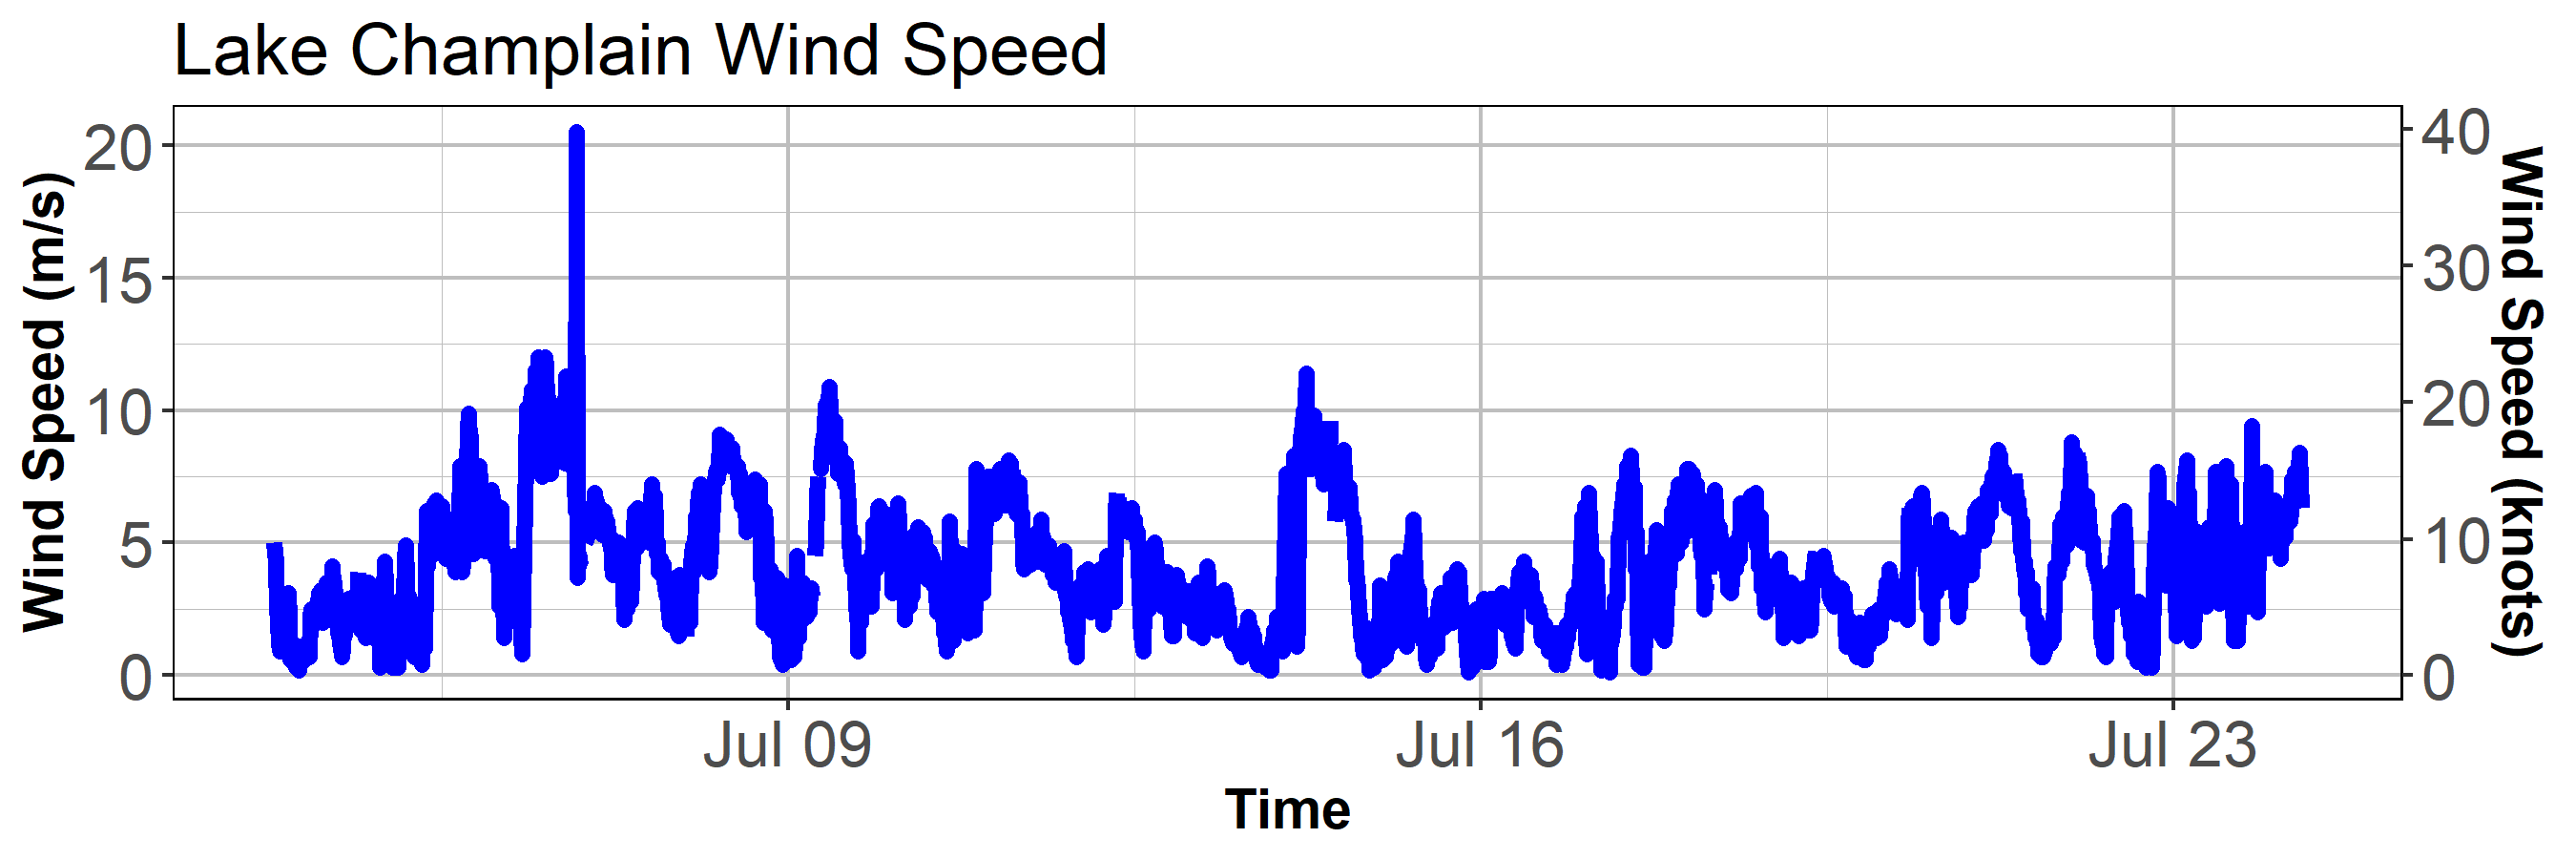 Lake Champlain Wind Speed
Wind Speed (m/s)
20
15
10
5
0
40
30
20
10
0
Wind Speed (knots)
Jul 09
Jul 16
Jul 23
Time